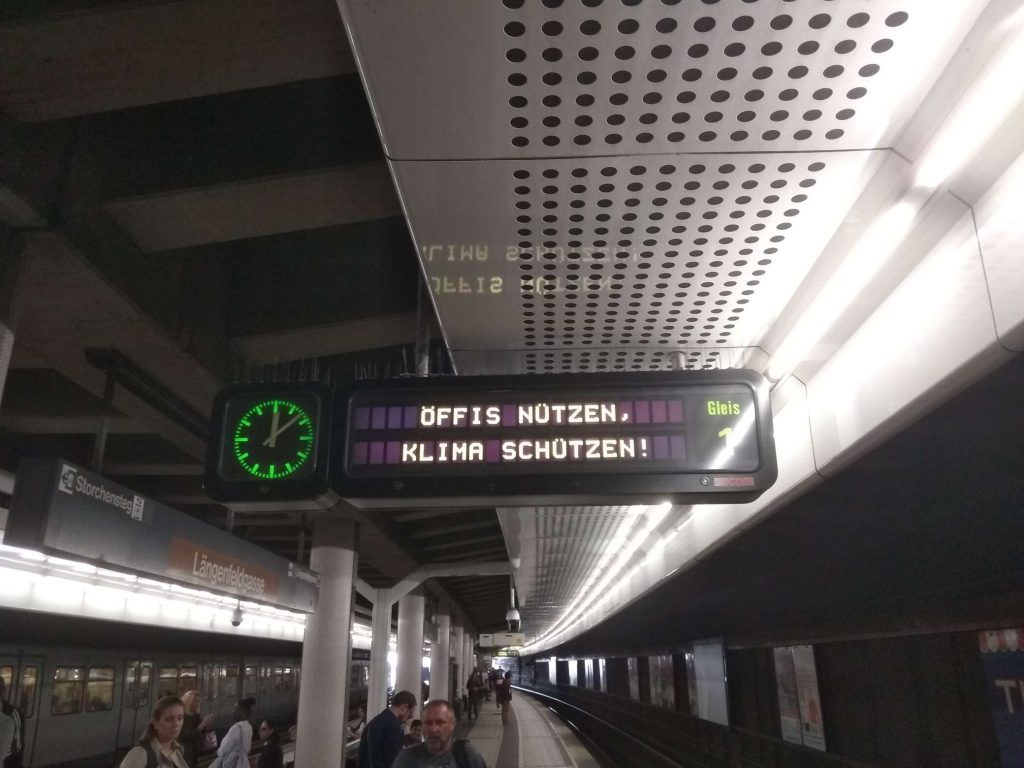 ÖFFIS NÜTZEN,
KLIMA SCHÜTZEN!
Gleis
1
Storchensteg
Längenfeldgasse